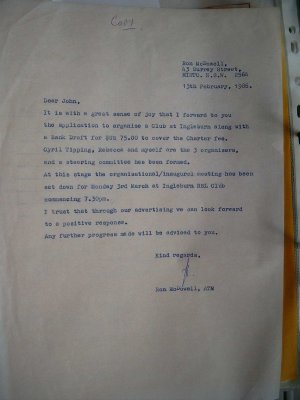 Copy
Ron McDowell,
43 Gurney Street,
MINTO. N.S.W. 2564
13th February, 1986.
Dear John,
It is with a great sense of joy that I forward to you
the application to organise a Club at Ingleburn along with
a Bank Draft for $US 75.00 to cover the Charter fee.
Cyril Tipping, Rebecca and myself are the 3 organisers,
and a steering committee has been formed.
At this stage the organisational/inaugural meeting has been
set down for Monday 3rd March at Ingleburn RSL Club
commencing 7.30pm.
I trust that through our advertising we can look forward
to a positive response.
Any further progress made will be advised to you.
Kind regards,
Ron McDowell, ATM